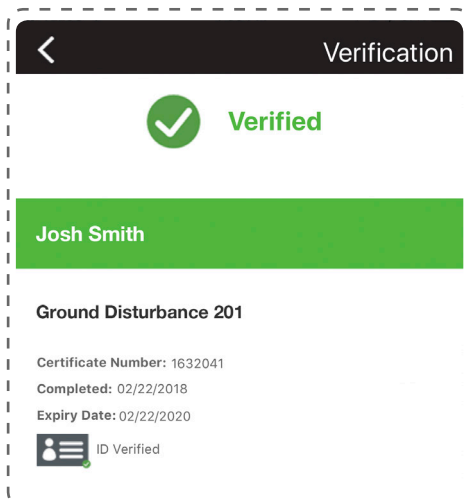 Verification
Verified
Josh Smith
Ground Disturbance 201
Certificate Number: 1632041
Completed: 02/22/2018
Expiry Date: 02/22/2020
ID Verified